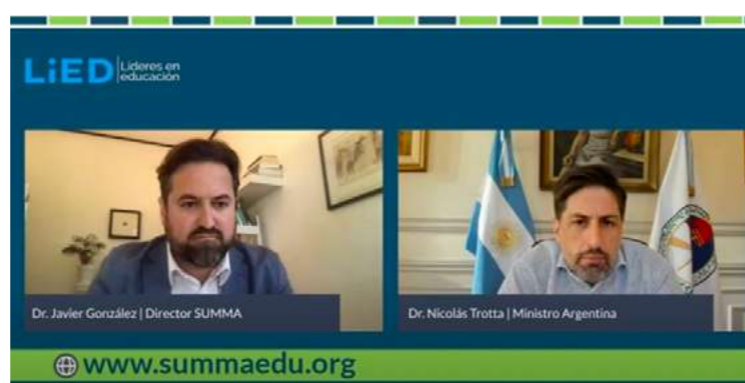 LiED Líderes en
educación
Dr. Javier González | Director SUMMA
Dr. Nicolás Trotta | Ministro Argentina
www.summaedu.org